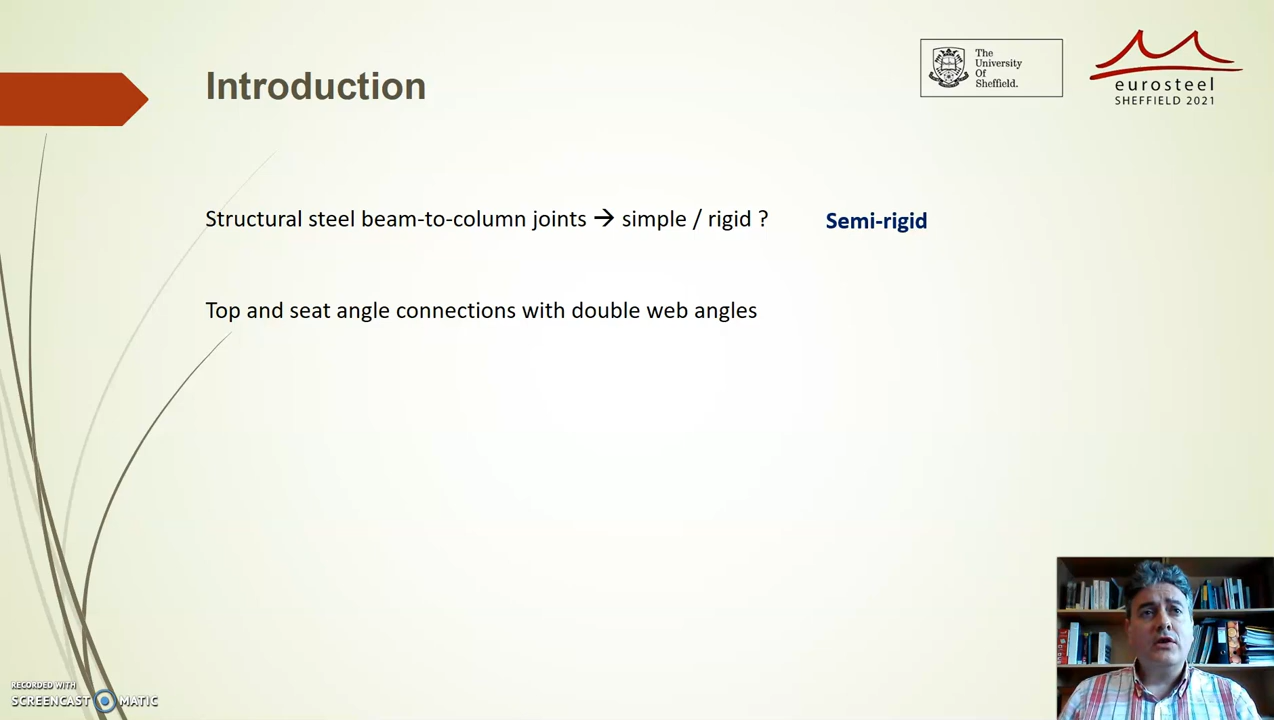 Introduction
The
University
Of
Sheffield.
eurosteel
SHEFFIELD 2021
Structural steel beam-to-column joints → simple / rigid ?
Semi-rigid
Top and seat angle connections with double web angles
RECORDED WITH
SCREENCAST MATIC